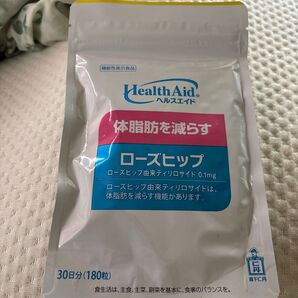 機能性表示食品
HealthAid®
ヘルスエイド
体脂肪を減らす
ローズヒップ
ローズヒップ由来ティリロサイド 0.1mg
ローズヒップ由来ティリロサイドは、
体脂肪を減らす機能があります。
30日分(180粒)
森下仁丹
食生活は、主食、主菜、副菜を基本に、食事のバランスを。